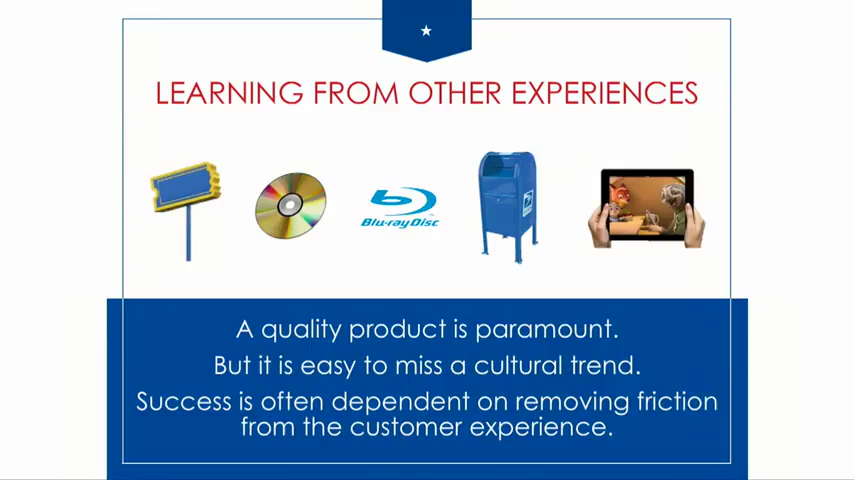 LEARNING FROM OTHER EXPERIENCES
Blu-ray Disc
A quality product is paramount.
But it is easy to miss a cultural trend.
Success is often dependent on removing friction
from the customer experience.